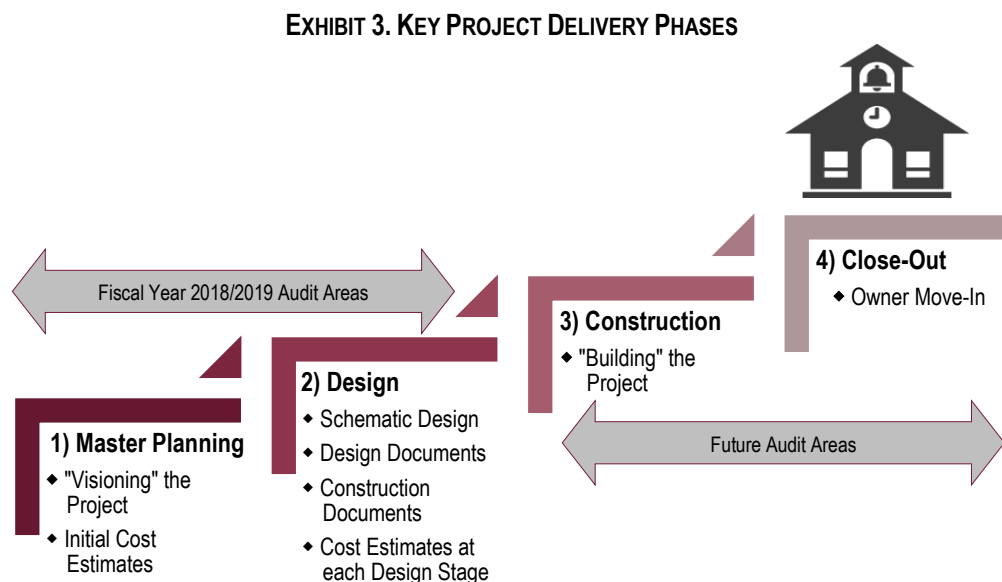 EXHIBIT 3. KEY PROJECT DELIVERY PHASES
Fiscal Year 2018/2019 Audit Areas
1) Master Planning
◆ "Visioning" the
Project
◆ Initial Cost
Estimates
2) Design
◆ Schematic Design
◆ Design Documents
◆ Construction
Documents
◆ Cost Estimates at
each Design Stage
3) Construction
◆ "Building" the
Project
4) Close-Out
◆ Owner Move-In
Future Audit Areas